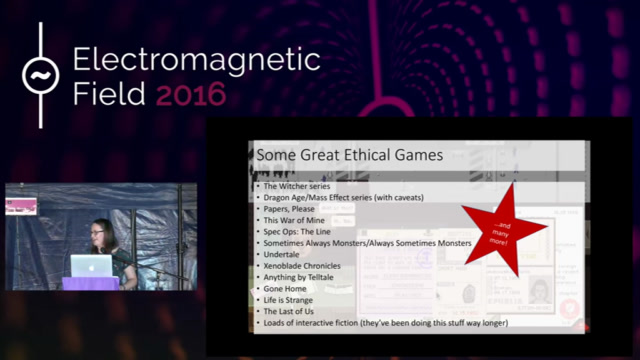 Electromagnetic
Field 2016
Some Great Ethical Games
• The Witcher series
• Dragon Age/Mass Effect series (with caveats)
• Papers, Please
• This War of Mine
• Spec Ops: The Line
• Sometimes Always Monsters/Always Sometimes Monsters
• Undertale
• Xenoblade Chronicles
• Anything by Telltale
• Gone Home
• Life is Strange
• The Last of Us
• Loads of interactive fiction (they've been doing this stuff way longer)
...and
many
more!